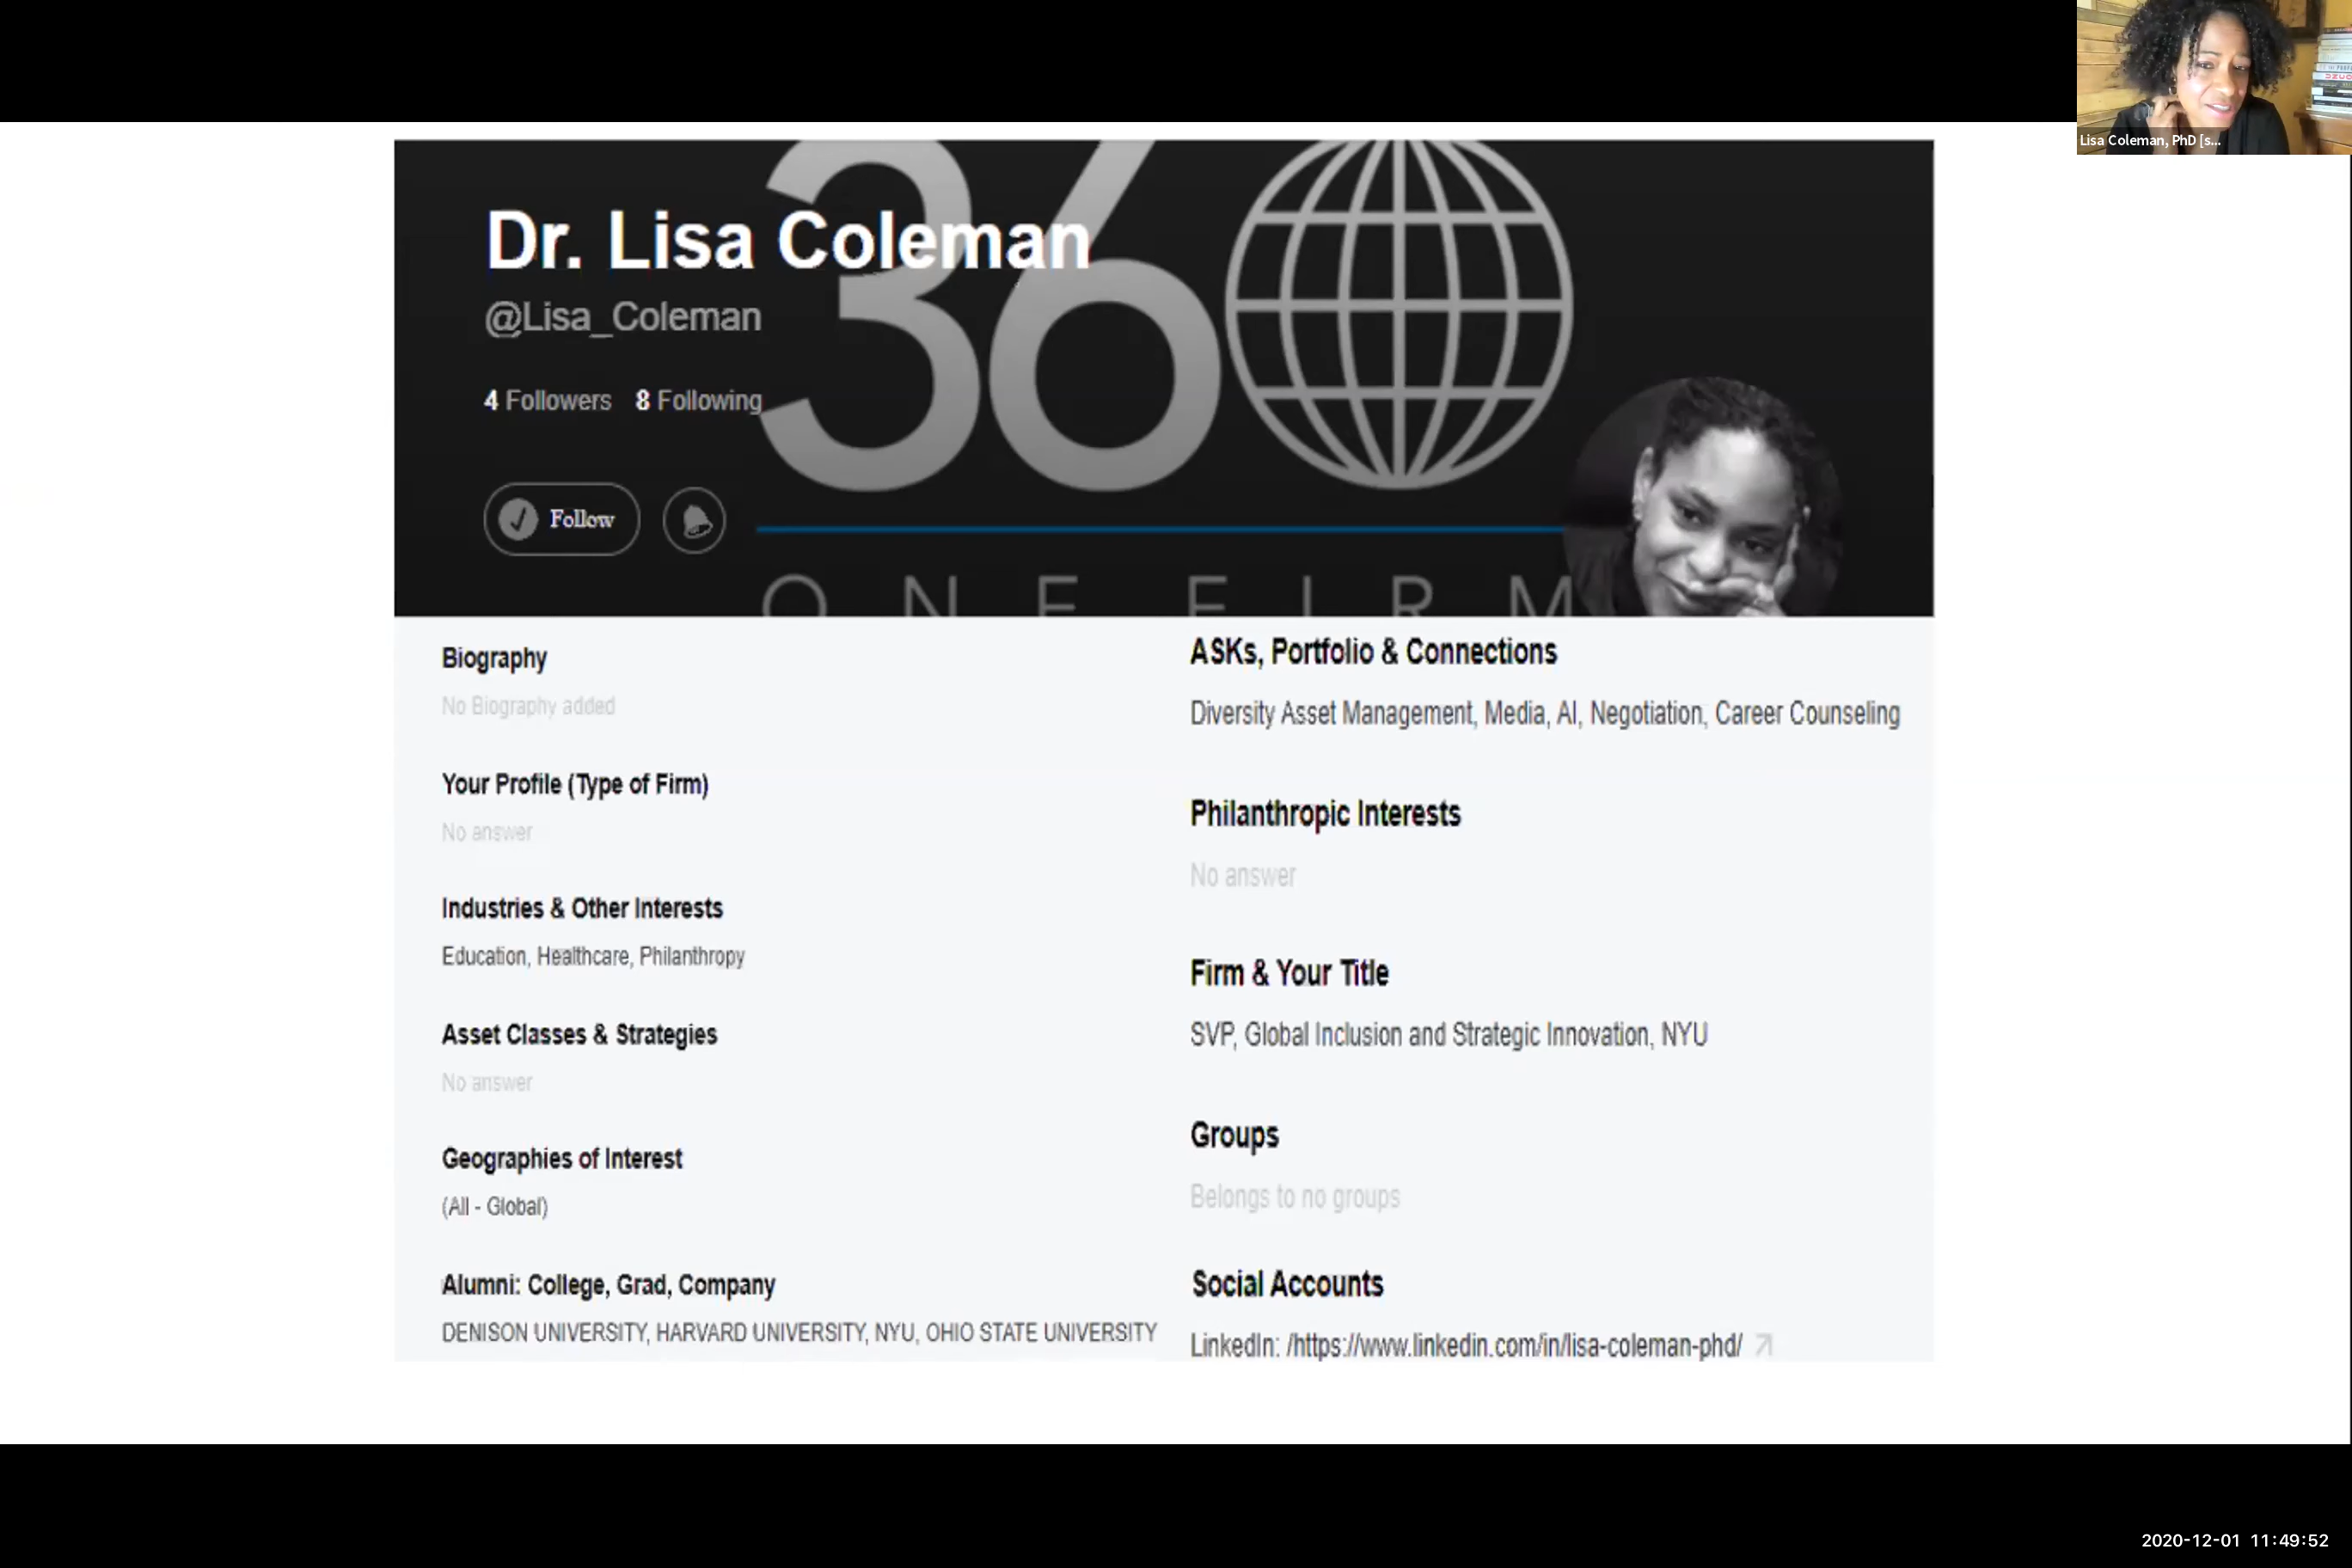 Lisa Coleman, PhD [s...
36
Dr. Lisa Coleman
@Lisa_Coleman
4 Followers 8 Following
Follow
ONE FIRM
Biography
No Biography added
Your Profile (Type of Firm)
No answer
Industries & Other Interests
Education, Healthcare, Philanthropy
Asset Classes & Strategies
No answer
Geographies of Interest
(All - Global)
Alumni: College, Grad, Company
DENISON UNIVERSITY, HARVARD UNIVERSITY, NYU, OHIO STATE UNIVERSITY
ASKs, Portfolio & Connections
Diversity Asset Management, Media, AI, Negotiation, Career Counseling
Philanthropic Interests
No answer
Firm & Your Title
SVP, Global Inclusion and Strategic Innovation, NYU
Groups
Belongs to no groups
Social Accounts
LinkedIn: /https://www.linkedin.com/in/lisa-coleman-phd/
2020-12-01 11:49:52